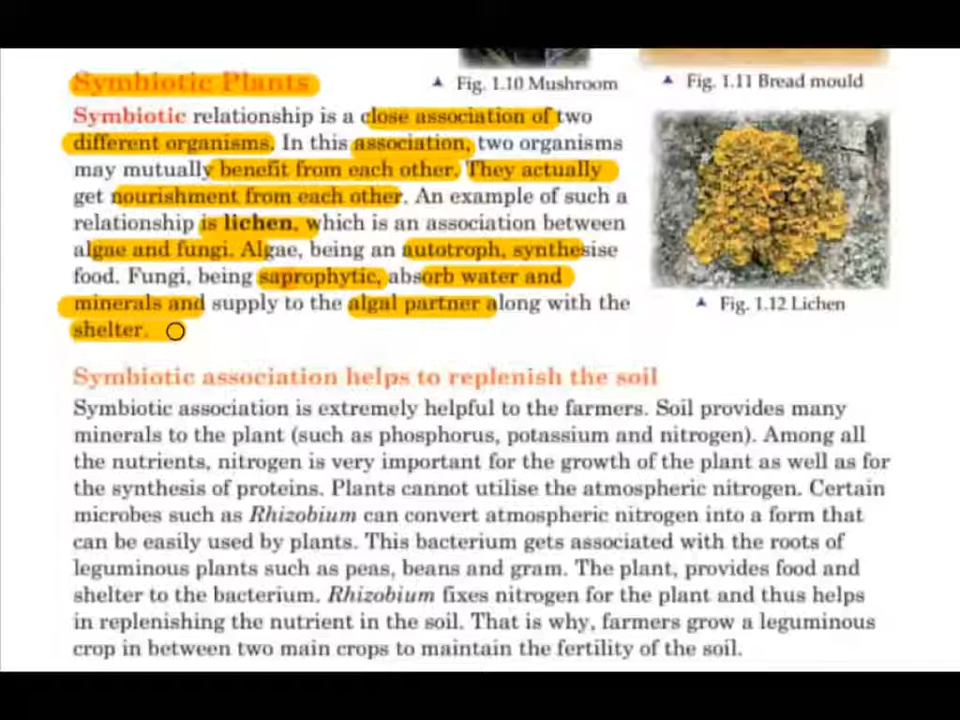 Symbiotic Plants
▲ Fig. 1.10 Mushroom
▲ Fig. 1.11 Bread mould
Symbiotic relationship is a close association of two
different organisms. In this association, two organisms
may mutually benefit from each other. They actually
get nourishment from each other. An example of such a
relationship is lichen, which is an association between
algae and fungi. Algae, being an autotroph, synthesise
food. Fungi, being saprophytic, absorb water and
minerals and supply to the algal partner along with the
shelter.
▲ Fig. 1.12 Lichen
Symbiotic association helps to replenish the soil
Symbiotic association is extremely helpful to the farmers. Soil provides many
minerals to the plant (such as phosphorus, potassium and nitrogen). Among all
the nutrients, nitrogen is very important for the growth of the plant as well as for
the synthesis of proteins. Plants cannot utilise the atmospheric nitrogen. Certain
microbes such as Rhizobium can convert atmospheric nitrogen into a form that
can be easily used by plants. This bacterium gets associated with the roots of
leguminous plants such as peas, beans and gram. The plant, provides food and
shelter to the bacterium. Rhizobium fixes nitrogen for the plant and thus helps
in replenishing the nutrient in the soil. That is why, farmers grow a leguminous
crop in between two main crops to maintain the fertility of the soil.